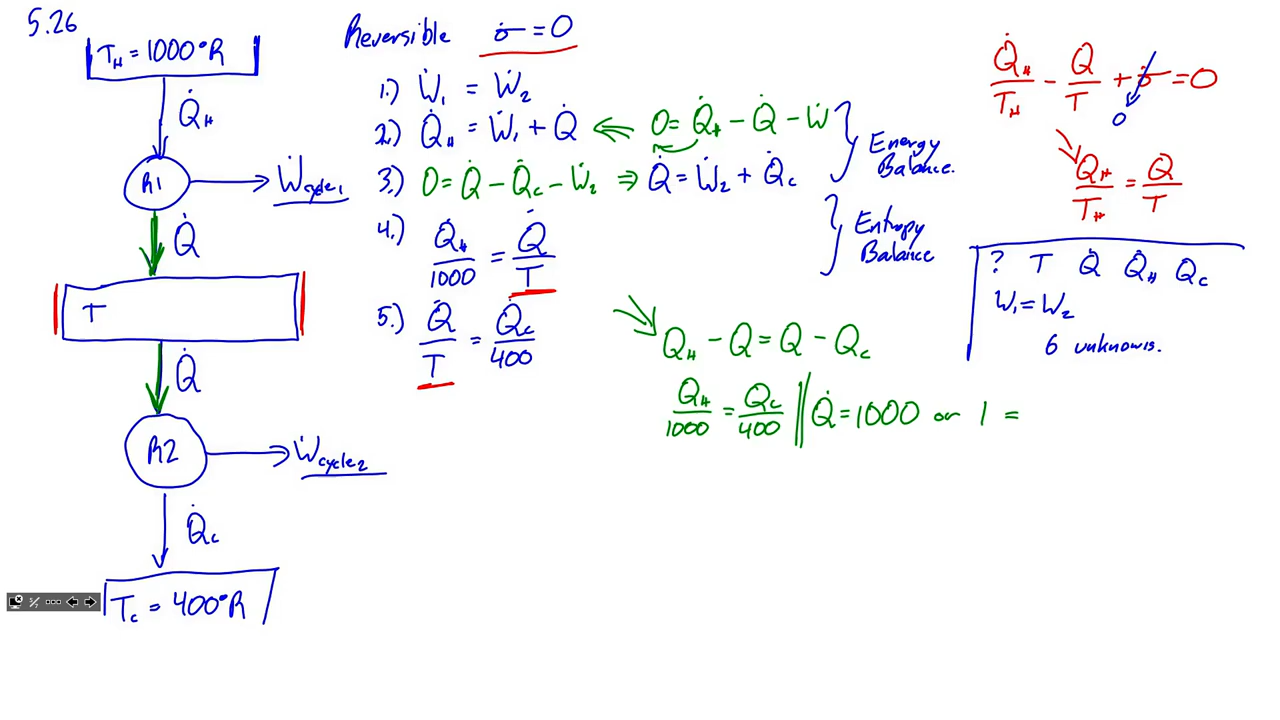 5.26
T_H = 1000°R
Q̇_H
R1
Ẇ_cycle1
Q̇
T
Q̇
R2
Ẇ_cycle2
Q̇_c
T_c = 400°R
Reversible σ̇ = 0
1.) Ẇ_1 = Ẇ_2
2.) Q̇_H = Ẇ_1 + Q̇ ⇐ 0 = Q̇_H - Q̇ - Ẇ
3.) 0 = Q̇ - Q̇_c - Ẇ_2 ⇒ Q̇ = Ẇ_2 + Q̇_c
} Energy
Balance.
4.) Q̇_H/1000 = Q̇/T
5.) Q̇/T = Q̇_c/400
} Entropy
Balance
Q_H - Q = Q - Q_c
Q_H/1000 = Q̇_c/400 || Q̇ = 1000 or 1 =
Q̇_H/T_H - Q/T + σ̇ = 0
0
Q_H/T_H = Q/T
? T Q̇ Q̇_H Q_c
W_1 = W_2
6 unknowns.